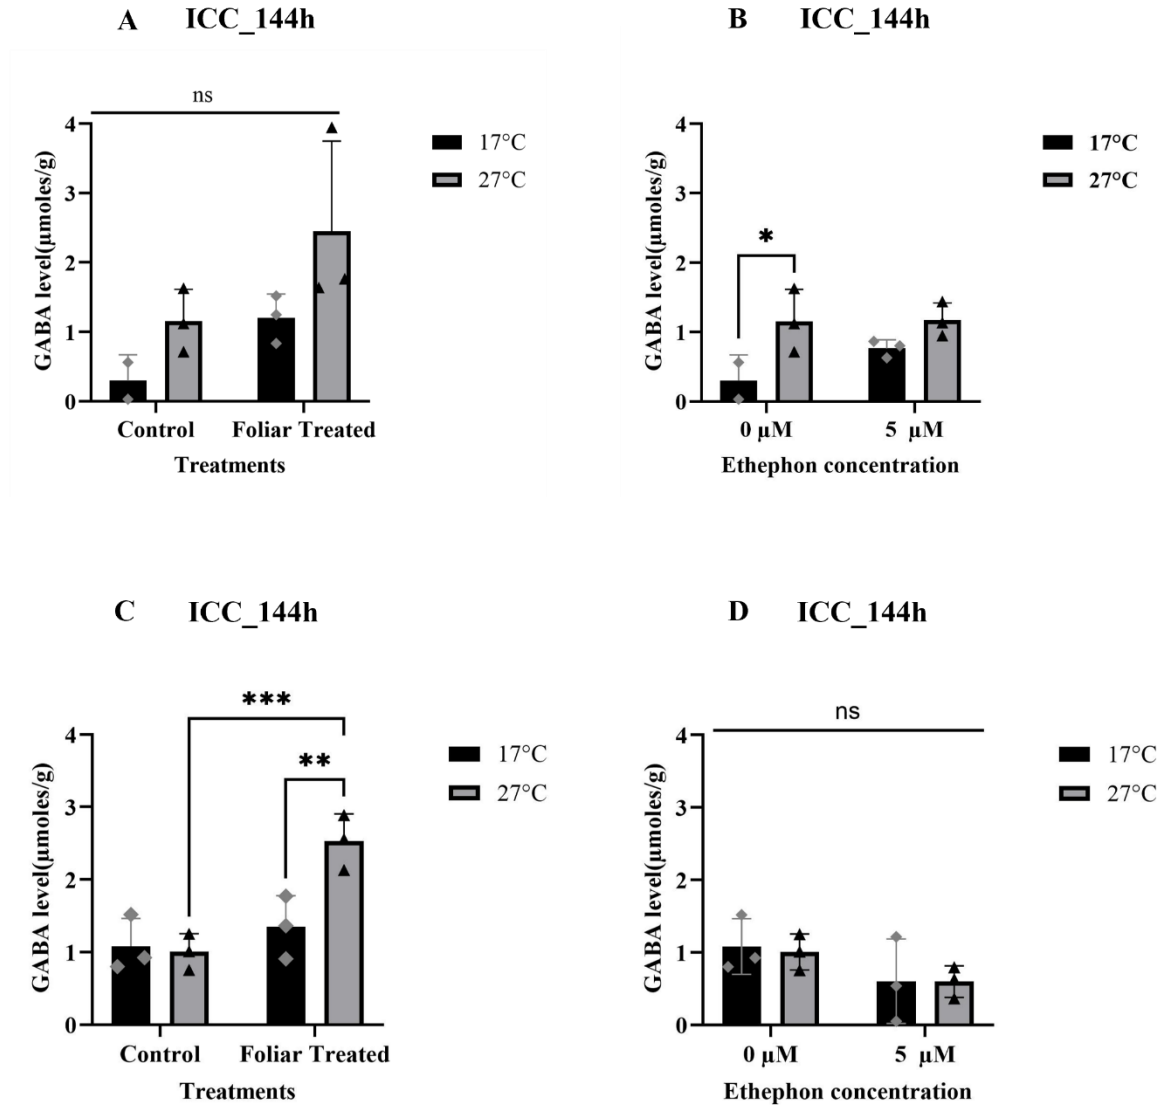 A ICC_144h
ns
GABA level(μmoles/g)
4
3
2
1
0
Control Foliar Treated
Treatments
17°C
27°C
B ICC_144h
*
GABA level(μmoles/g)
4
3
2
1
0
0 μM 5 μM
Ethephon concentration
17°C
27°C
C ICC_144h
***
**
GABA level(μmoles/g)
4
3
2
1
0
Control Foliar Treated
Treatments
17°C
27°C
D ICC_144h
ns
GABA level(μmoles/g)
4
3
2
1
0
0 μM 5 μM
Ethephon concentration
17°C
27°C